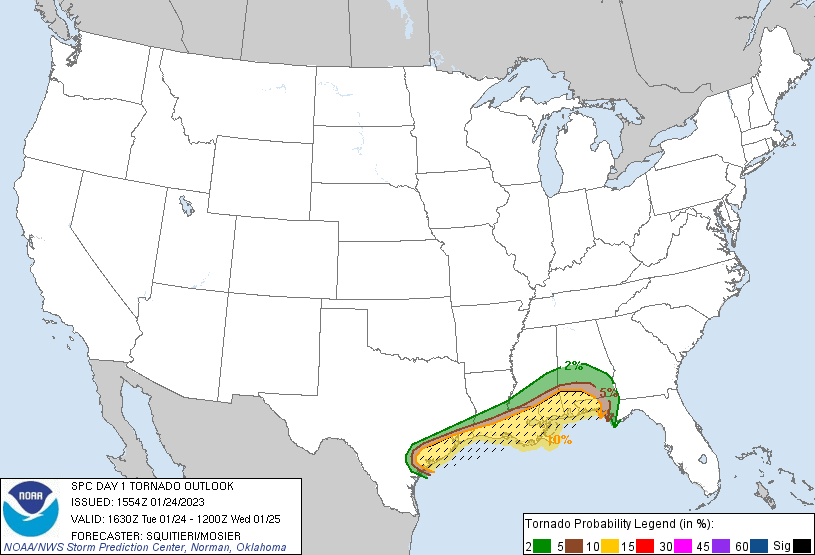 2%
5%
10%
NOAA
SPC DAY 1 TORNADO OUTLOOK
ISSUED: 1554Z 01/24/2023
VALID: 1630Z Tue 01/24 - 1200Z Wed 01/25
FORECASTER: SQUITIERI/MOSIER
NOAA/NWS Storm Prediction Center, Norman, Oklahoma
Tornado Probability Legend (in %):
2 5 10 15 30 45 60 Sig